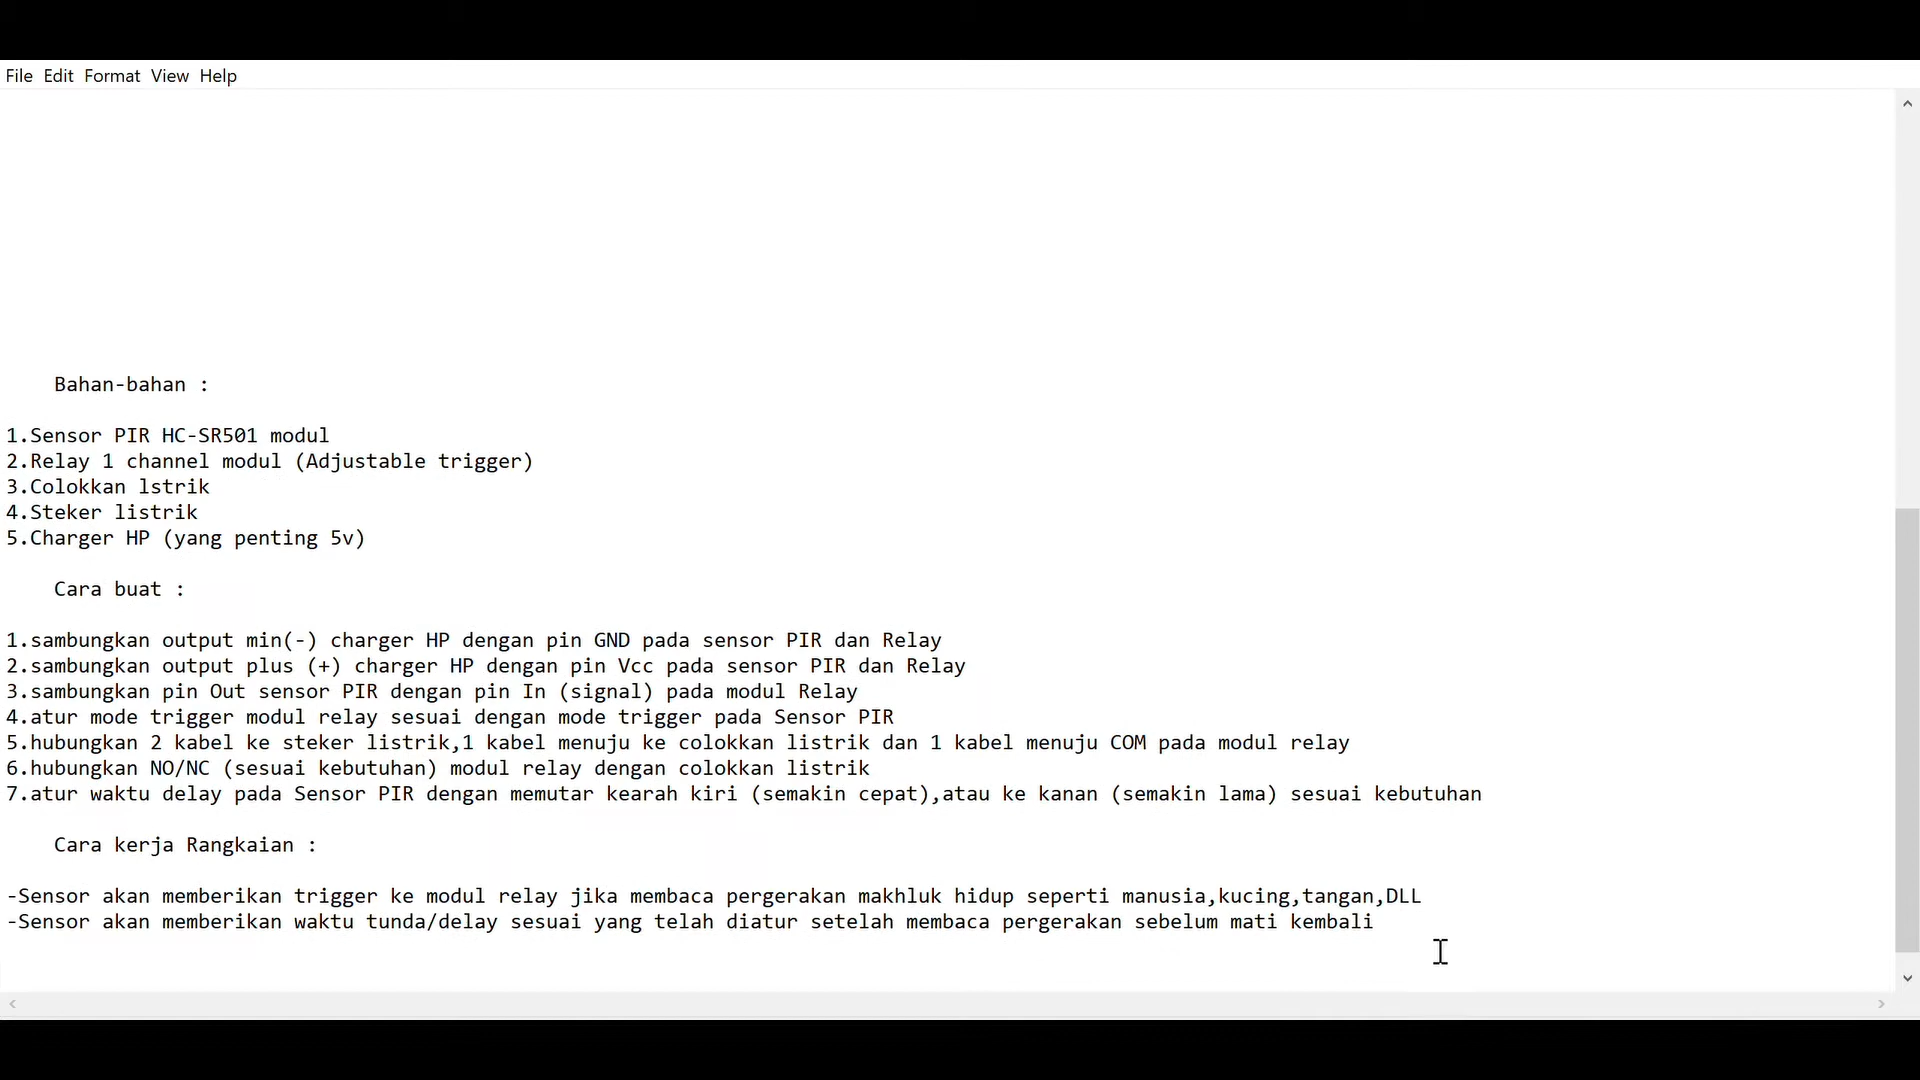 File Edit Format View Help
Bahan-bahan :
1.Sensor PIR HC-SR501 modul
2.Relay 1 channel modul (Adjustable trigger)
3.Colokkan lstrik
4.Steker listrik
5.Charger HP (yang penting 5v)
Cara buat :
1.sambungkan output min(-) charger HP dengan pin GND pada sensor PIR dan Relay
2.sambungkan output plus (+) charger HP dengan pin Vcc pada sensor PIR dan Relay
3.sambungkan pin Out sensor PIR dengan pin In (signal) pada modul Relay
4.atur mode trigger modul relay sesuai dengan mode trigger pada Sensor PIR
5.hubungkan 2 kabel ke steker listrik,1 kabel menuju ke colokkan listrik dan 1 kabel menuju COM pada modul relay
6.hubungkan NO/NC (sesuai kebutuhan) modul relay dengan colokkan listrik
7.atur waktu delay pada Sensor PIR dengan memutar kearah kiri (semakin cepat),atau ke kanan (semakin lama) sesuai kebutuhan
Cara kerja Rangkaian :
-Sensor akan memberikan trigger ke modul relay jika membaca pergerakan makhluk hidup seperti manusia,kucing,tangan,DLL
-Sensor akan memberikan waktu tunda/delay sesuai yang telah diatur setelah membaca pergerakan sebelum mati kembali